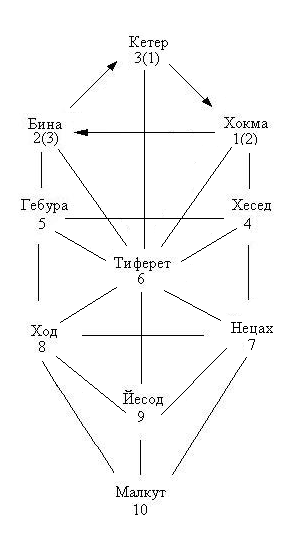 Кетер
3(1)
Бина
2(3)
Хокма
1(2)
Гебура
5
Хесед
4
Тиферет
6
Ход
8
Нецах
7
Йесод
9
Малкут
10